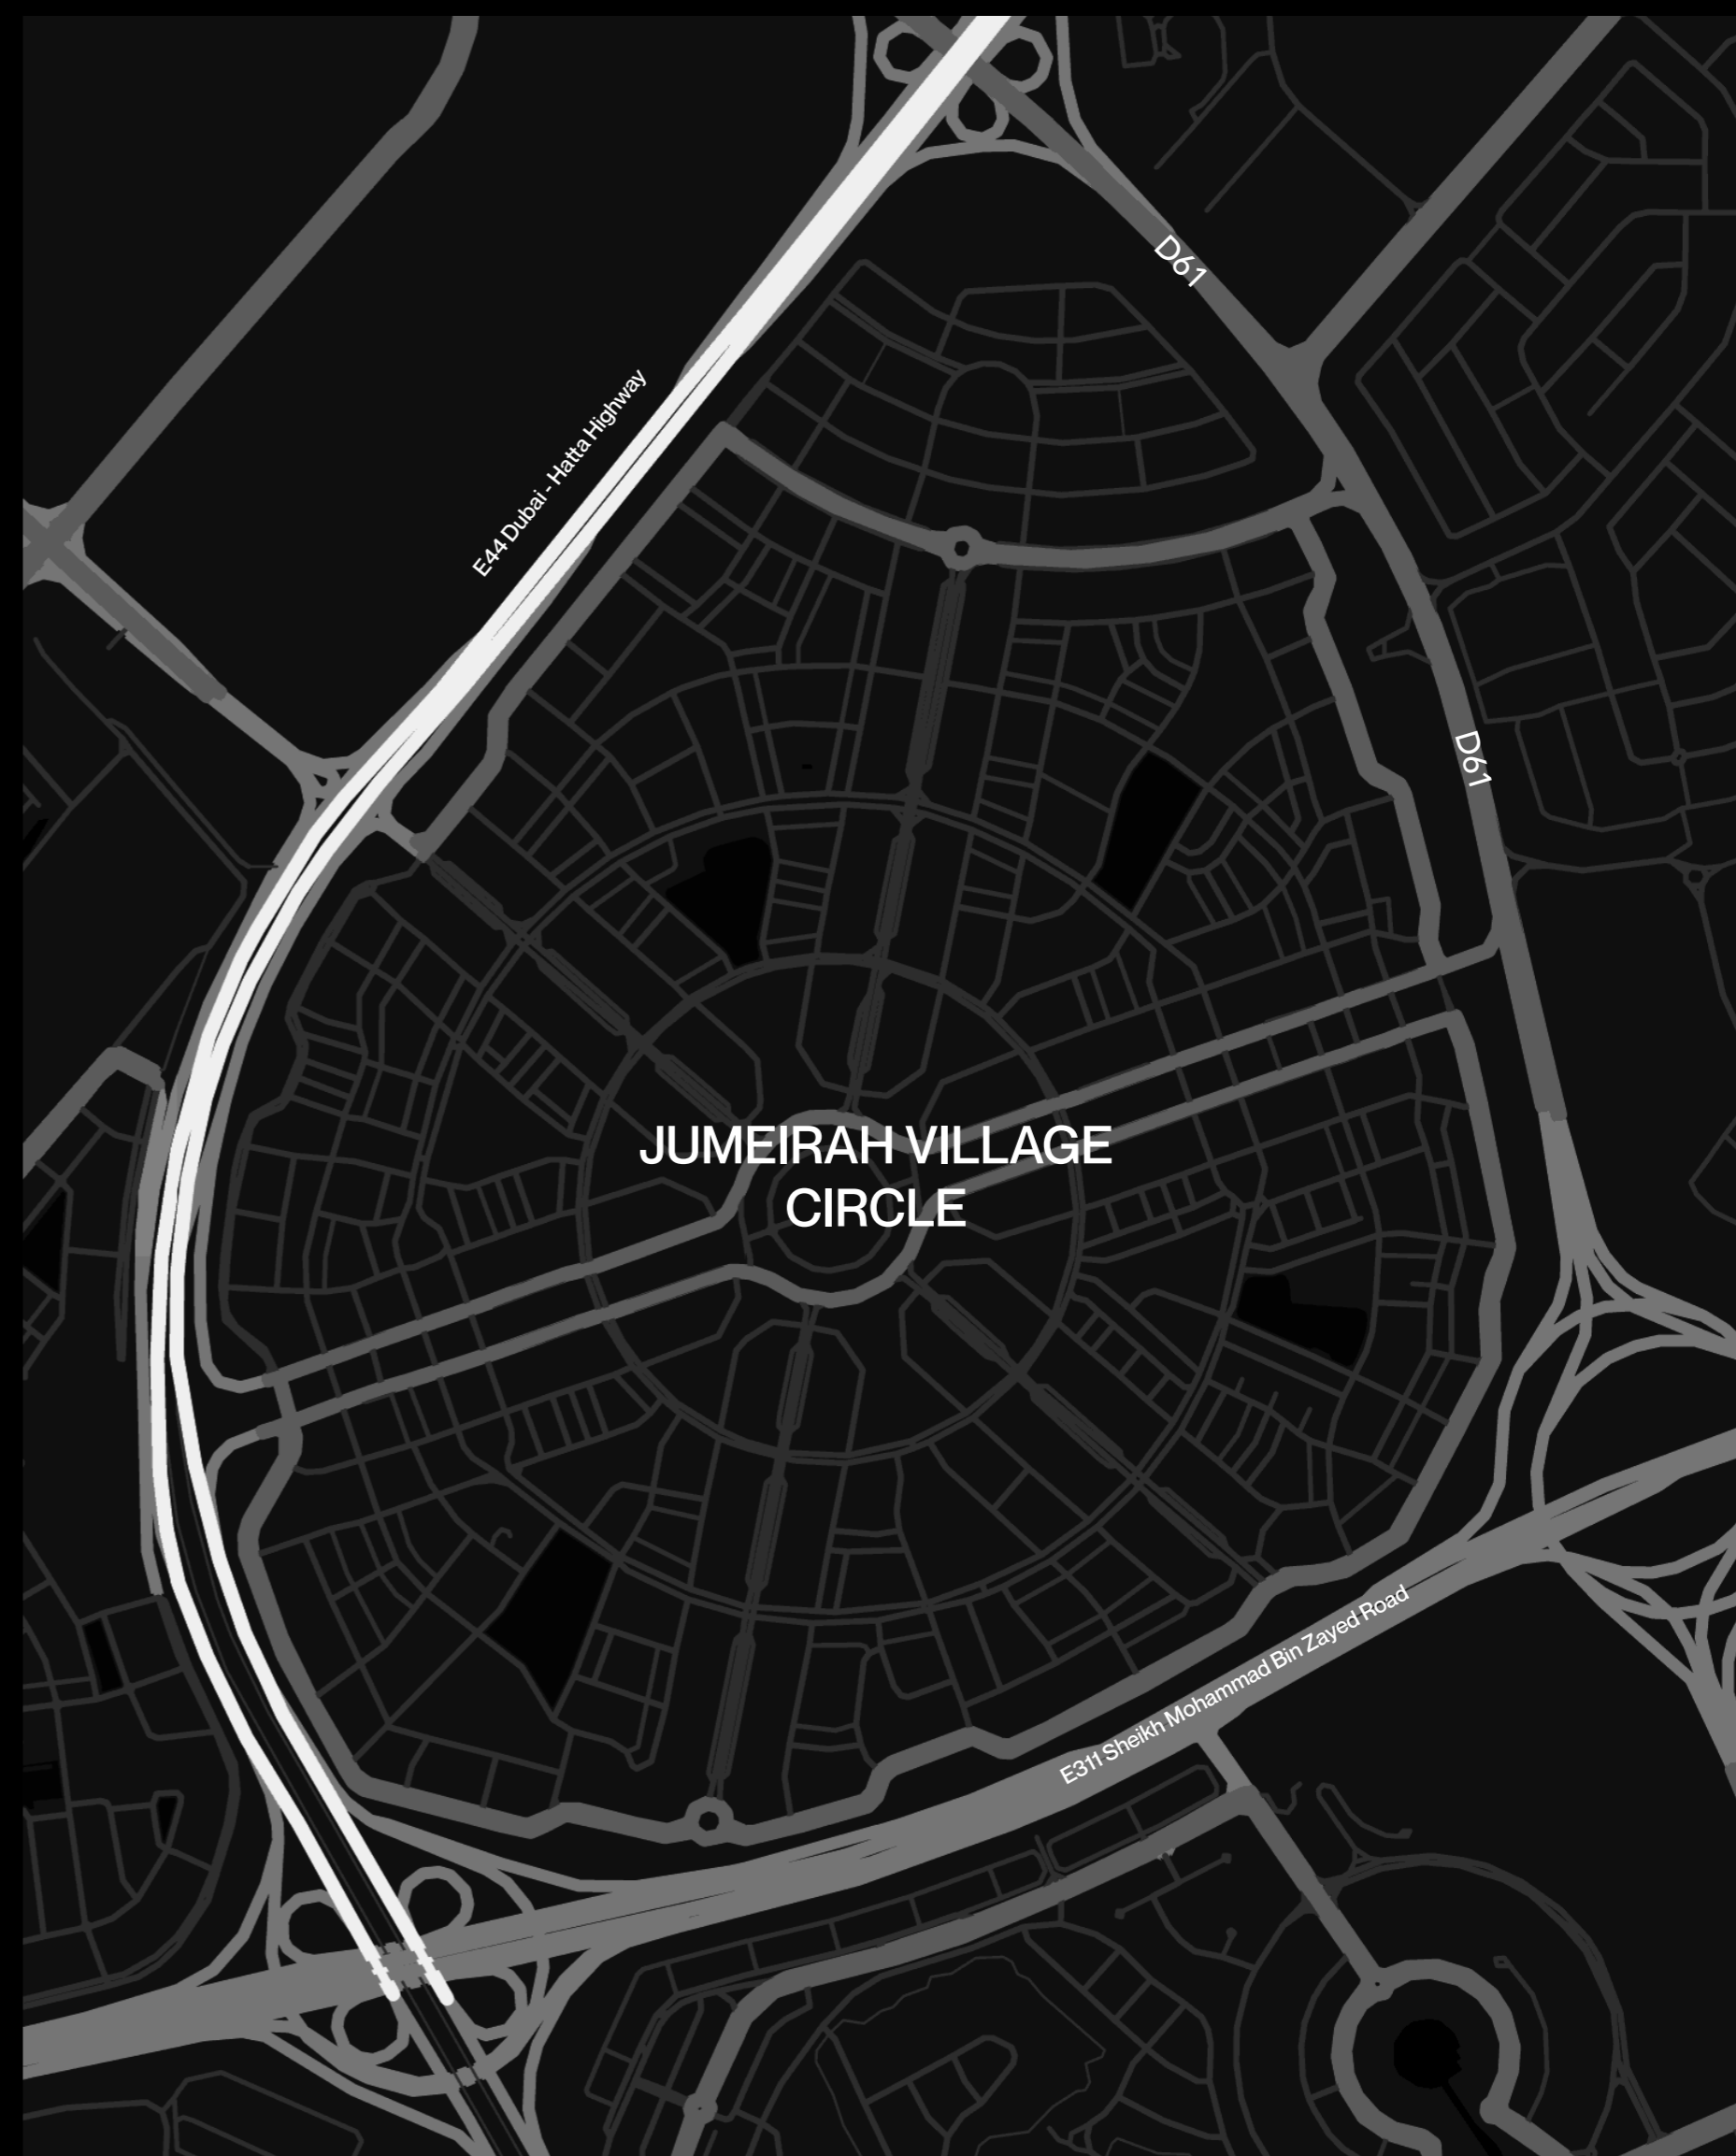 D61
E44 Dubai - Hatta Highway
D61
JUMEIRAH VILLAGE
CIRCLE
E311 Sheikh Mohammad Bin Zayed Road